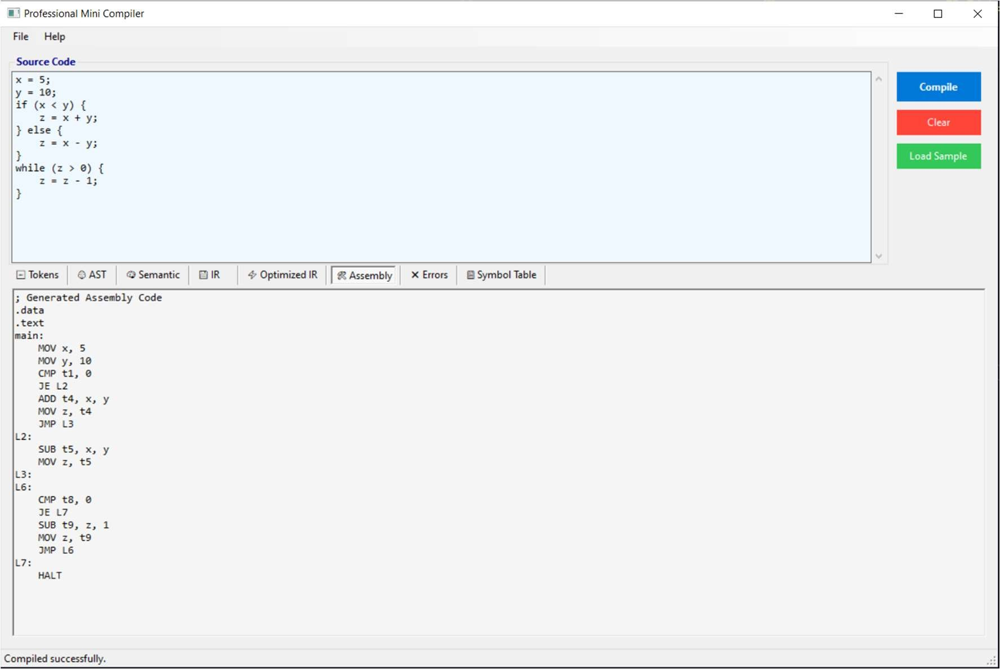 Professional Mini Compiler
File Help
Source Code
x = 5;
y = 10;
if (x < y) {
    z = x + y;
} else {
    z = x - y;
}
while (z > 0) {
    z = z - 1;
}
Compile
Clear
Load Sample
Tokens AST Semantic IR Optimized IR Assembly Errors Symbol Table
; Generated Assembly Code
.data
.text
main:
    MOV x, 5
    MOV y, 10
    CMP t1, 0
    JE L2
    ADD t4, x, y
    MOV z, t4
    JMP L3
L2:
    SUB t5, x, y
    MOV z, t5
L3:
L6:
    CMP t8, 0
    JE L7
    SUB t9, z, 1
    MOV z, t9
    JMP L6
L7:
    HALT
Compiled successfully.